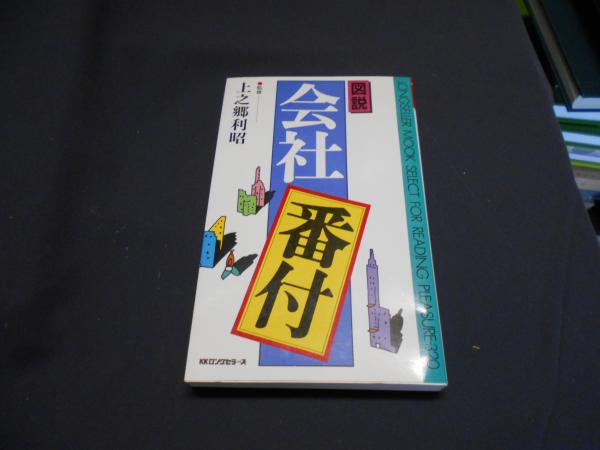 LONGSELLER MOOK SELECT FOR READING PLEASURE-300
図説
会社
番付
●監修
上之郷利昭
KKロングセラーズ